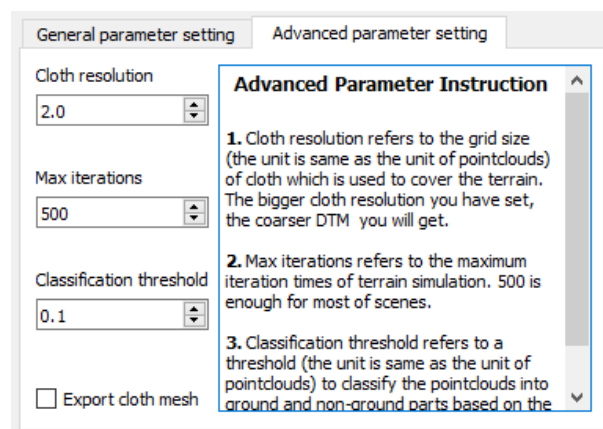 General parameter setting
Advanced parameter setting
Cloth resolution
2.0
Max iterations
500
Classification threshold
0.1
Export cloth mesh
Advanced Parameter Instruction
1. Cloth resolution refers to the grid size
(the unit is same as the unit of pointclouds)
of cloth which is used to cover the terrain.
The bigger cloth resolution you have set,
the coarser DTM you will get.
2. Max iterations refers to the maximum
iteration times of terrain simulation. 500 is
enough for most of scenes.
3. Classification threshold refers to a
threshold (the unit is same as the unit of
pointclouds) to classify the pointclouds into
ground and non-ground parts based on the